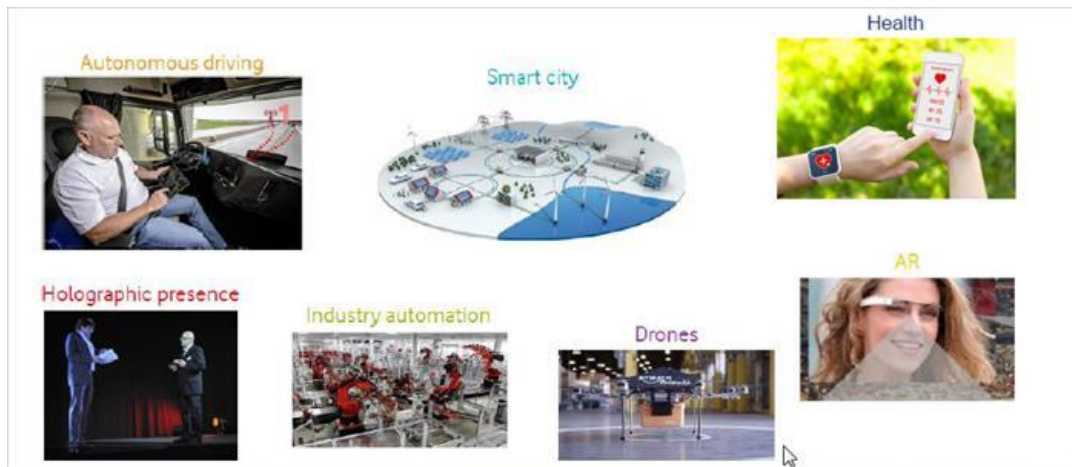 Health
Autonomous driving
Smart city
Holographic presence
Industry automation
Drones
AR